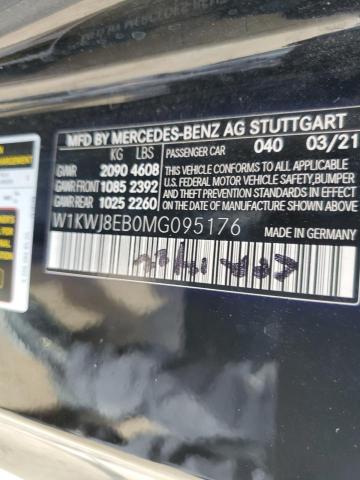 MFD BY MERCEDES-BENZ AG STUTTGART
KG LBS PASSENGER CAR 040 03/21
GVWR 2090 4608 THIS VEHICLE CONFORMS TO ALL APPLICABLE
GAWR FRONT 1085 2392 U.S. FEDERAL MOTOR VEHICLE SAFETY, BUMPER
GAWR REAR 1025 2260 AND THEFT PREVENTION STANDARDS IN EFFECT
ON THE DATE OF MANUFACTURE SHOWN ABOVE.
W1KWJ8EB0MG095176 MADE IN GERMANY